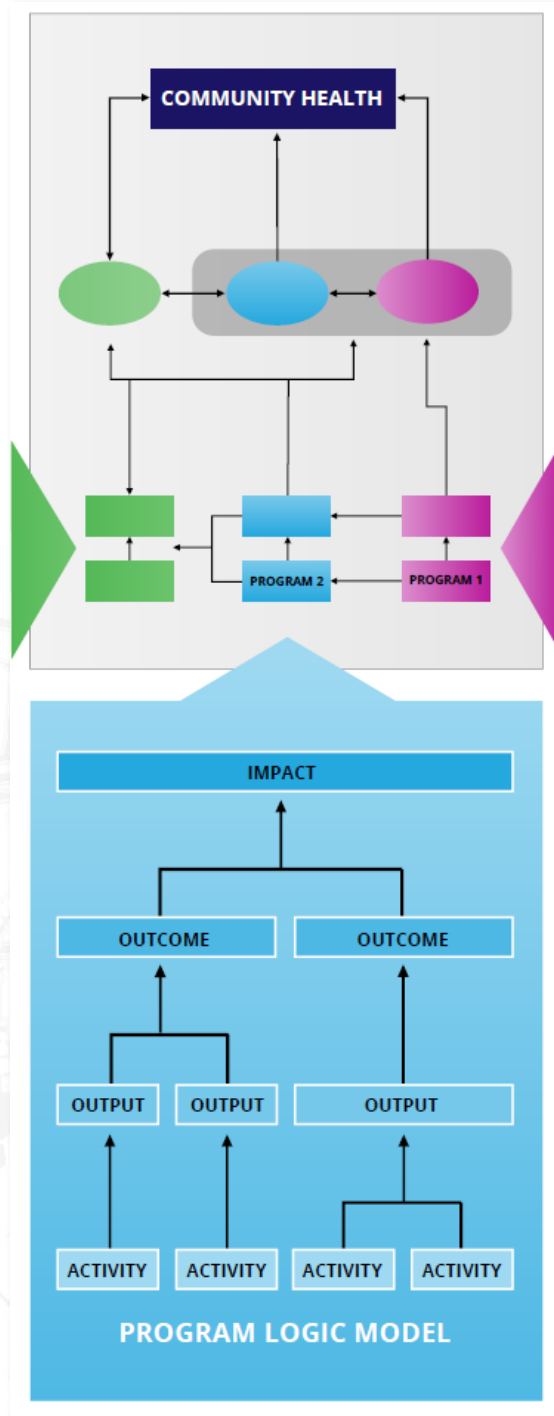 COMMUNITY HEALTH
PROGRAM 2
PROGRAM 1
IMPACT
OUTCOME
OUTCOME
OUTPUT
OUTPUT
OUTPUT
ACTIVITY
ACTIVITY
ACTIVITY
ACTIVITY
PROGRAM LOGIC MODEL